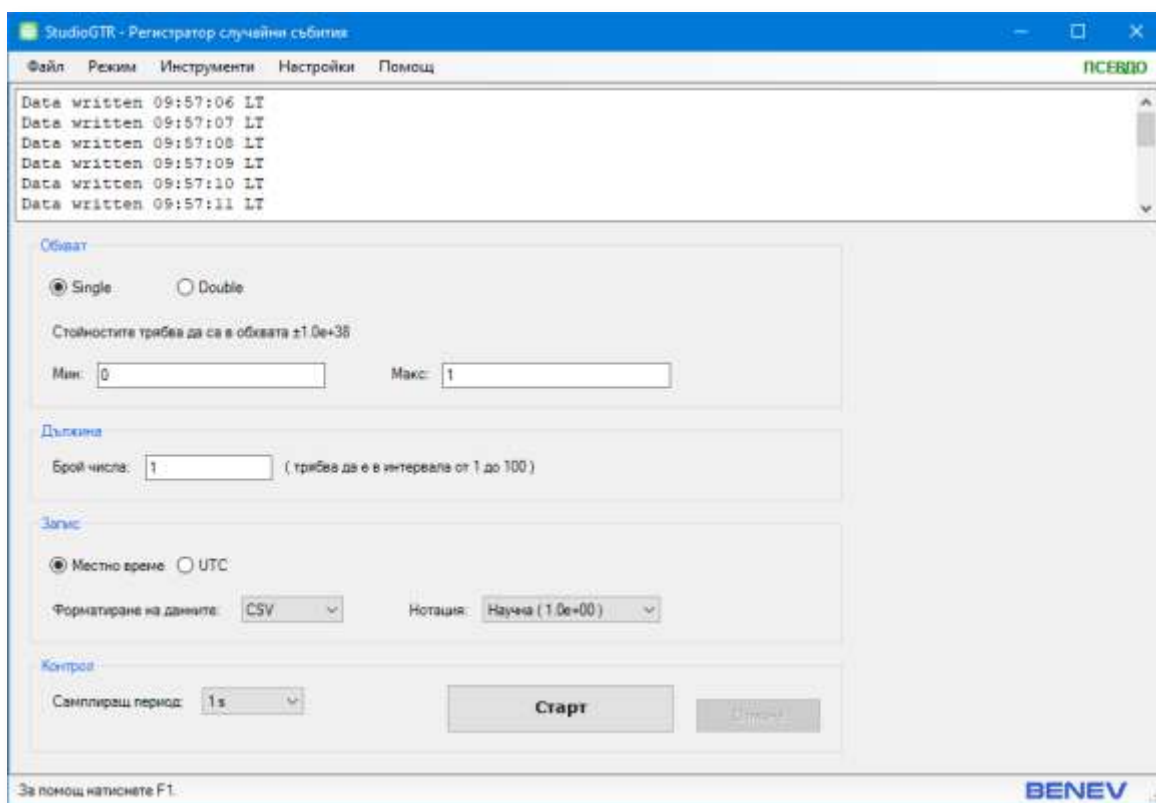 StudioGTR - Регистратор случайни събития
Файл Режим Инструменти Настройки Помощ ПСЕВДО
Data written 09:57:06 LT
Data written 09:57:07 LT
Data written 09:57:08 LT
Data written 09:57:09 LT
Data written 09:57:10 LT
Data written 09:57:11 LT
Обхват
Single Double
Стойностите трябва да са в обхвата ±1.0e+38
Мин: 0 Макс: 1
Дължина
Брой числа: 1 ( трябва да е в интервала от 1 до 100 )
Запис
Местно време UTC
Форматиране на данните: CSV Нотация: Научна ( 1.0e+00 )
Контрол
Самплиращ период: 1 s Старт
За помощ натиснете F1.
BENEV